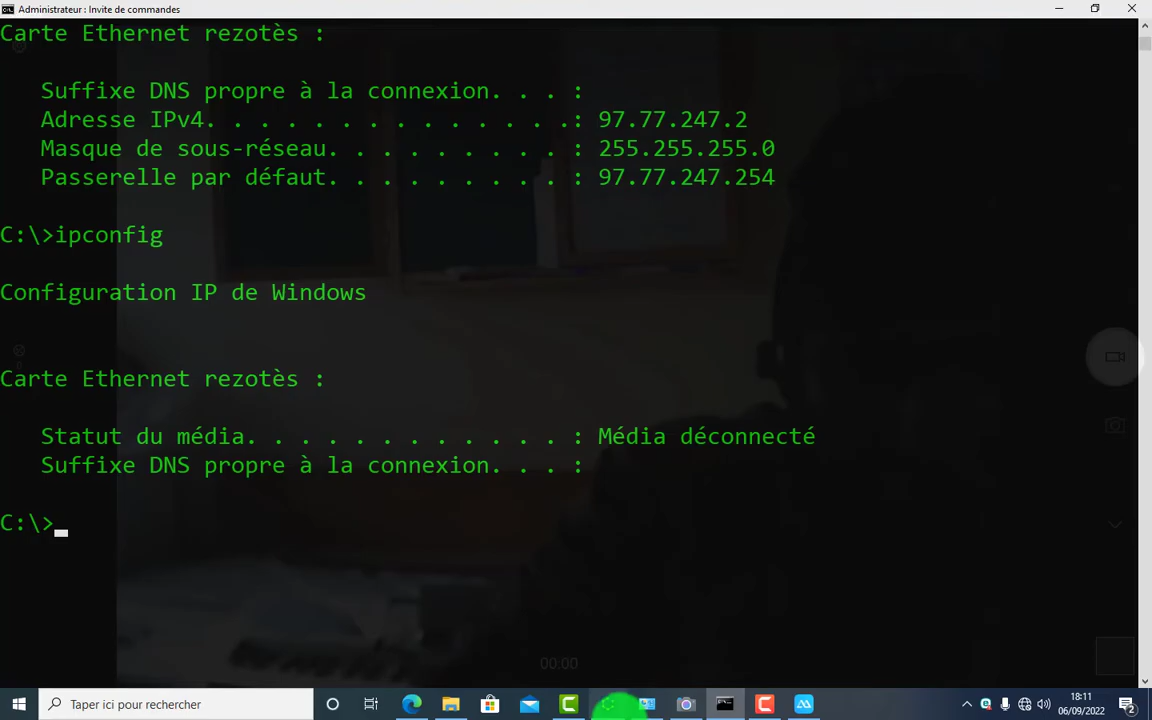 Administrateur : Invite de commandes
Carte Ethernet rezotès :
Suffixe DNS propre à la connexion. . . :
Adresse IPv4. . . . . . . . . . . . . .: 97.77.247.2
Masque de sous-réseau. . . . . . . . . : 255.255.255.0
Passerelle par défaut. . . . . . . . . : 97.77.247.254
C:\>ipconfig
Configuration IP de Windows
Carte Ethernet rezotès :
Statut du média. . . . . . . . . . . . : Média déconnecté
Suffixe DNS propre à la connexion. . . :
C:\>
00:00
Taper ici pour rechercher
18:11
06/09/2022
2